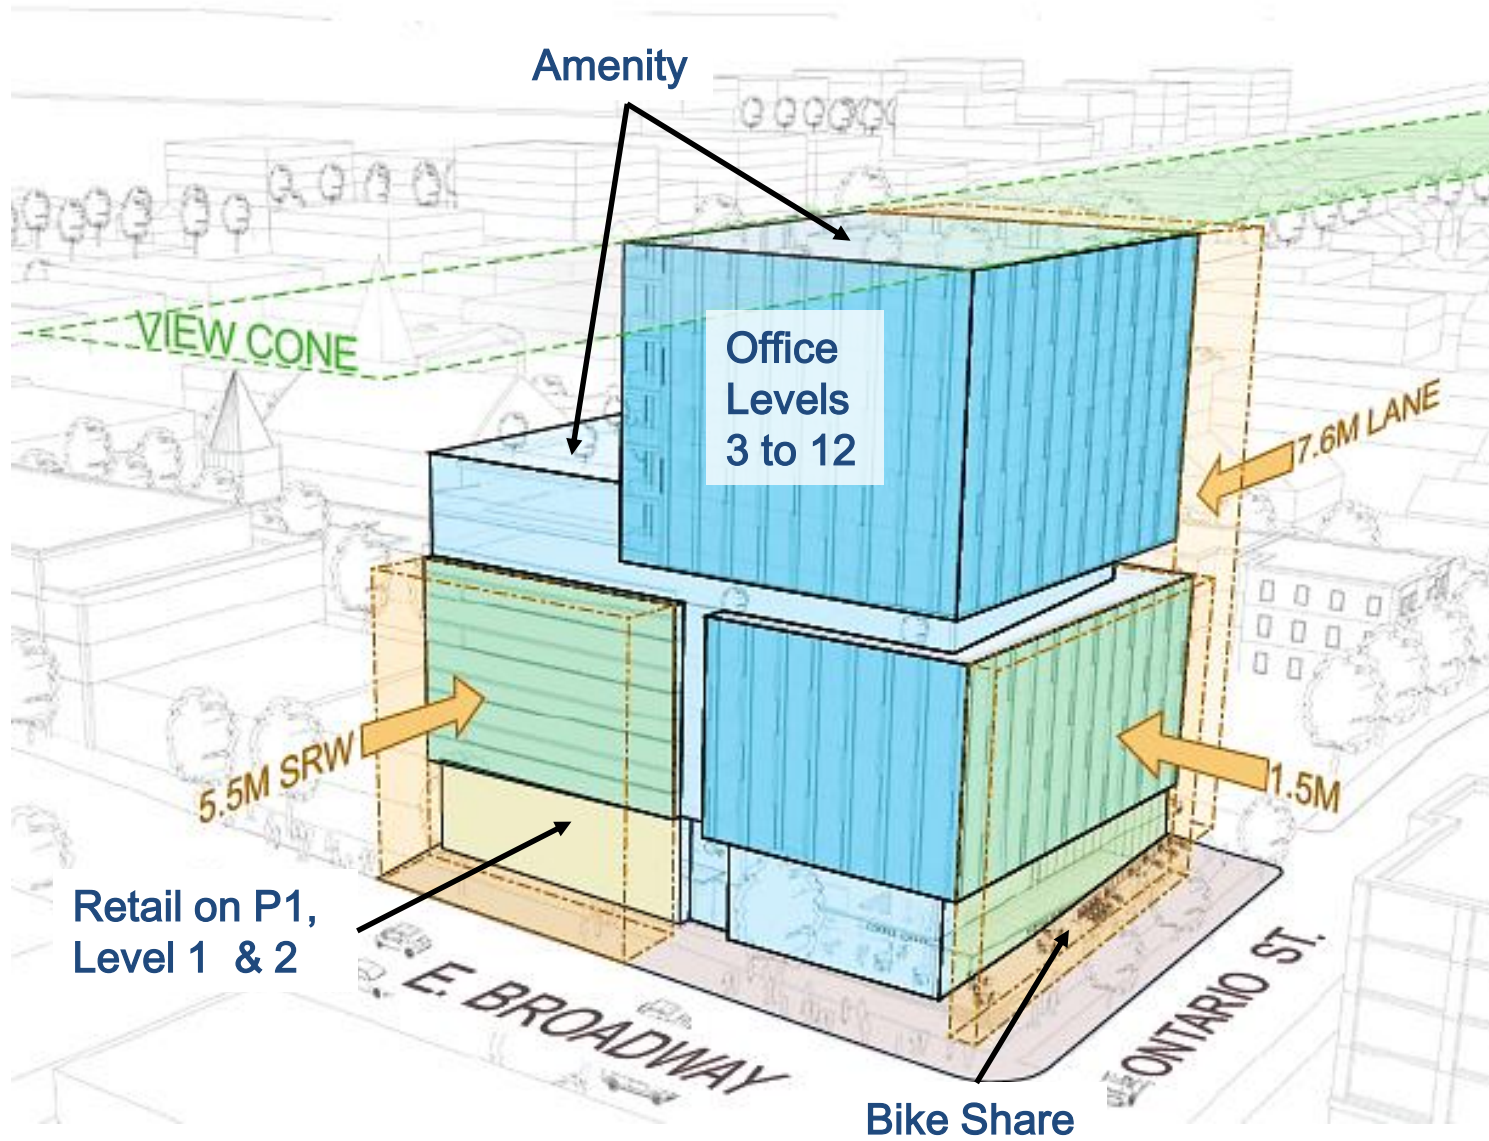 Amenity
VIEW CONE
Office
Levels
3 to 12
7.6M LANE
5.5M SRW
1.5M
Retail on P1,
Level 1 & 2
E. BROADWAY
ONTARIO ST.
Bike Share